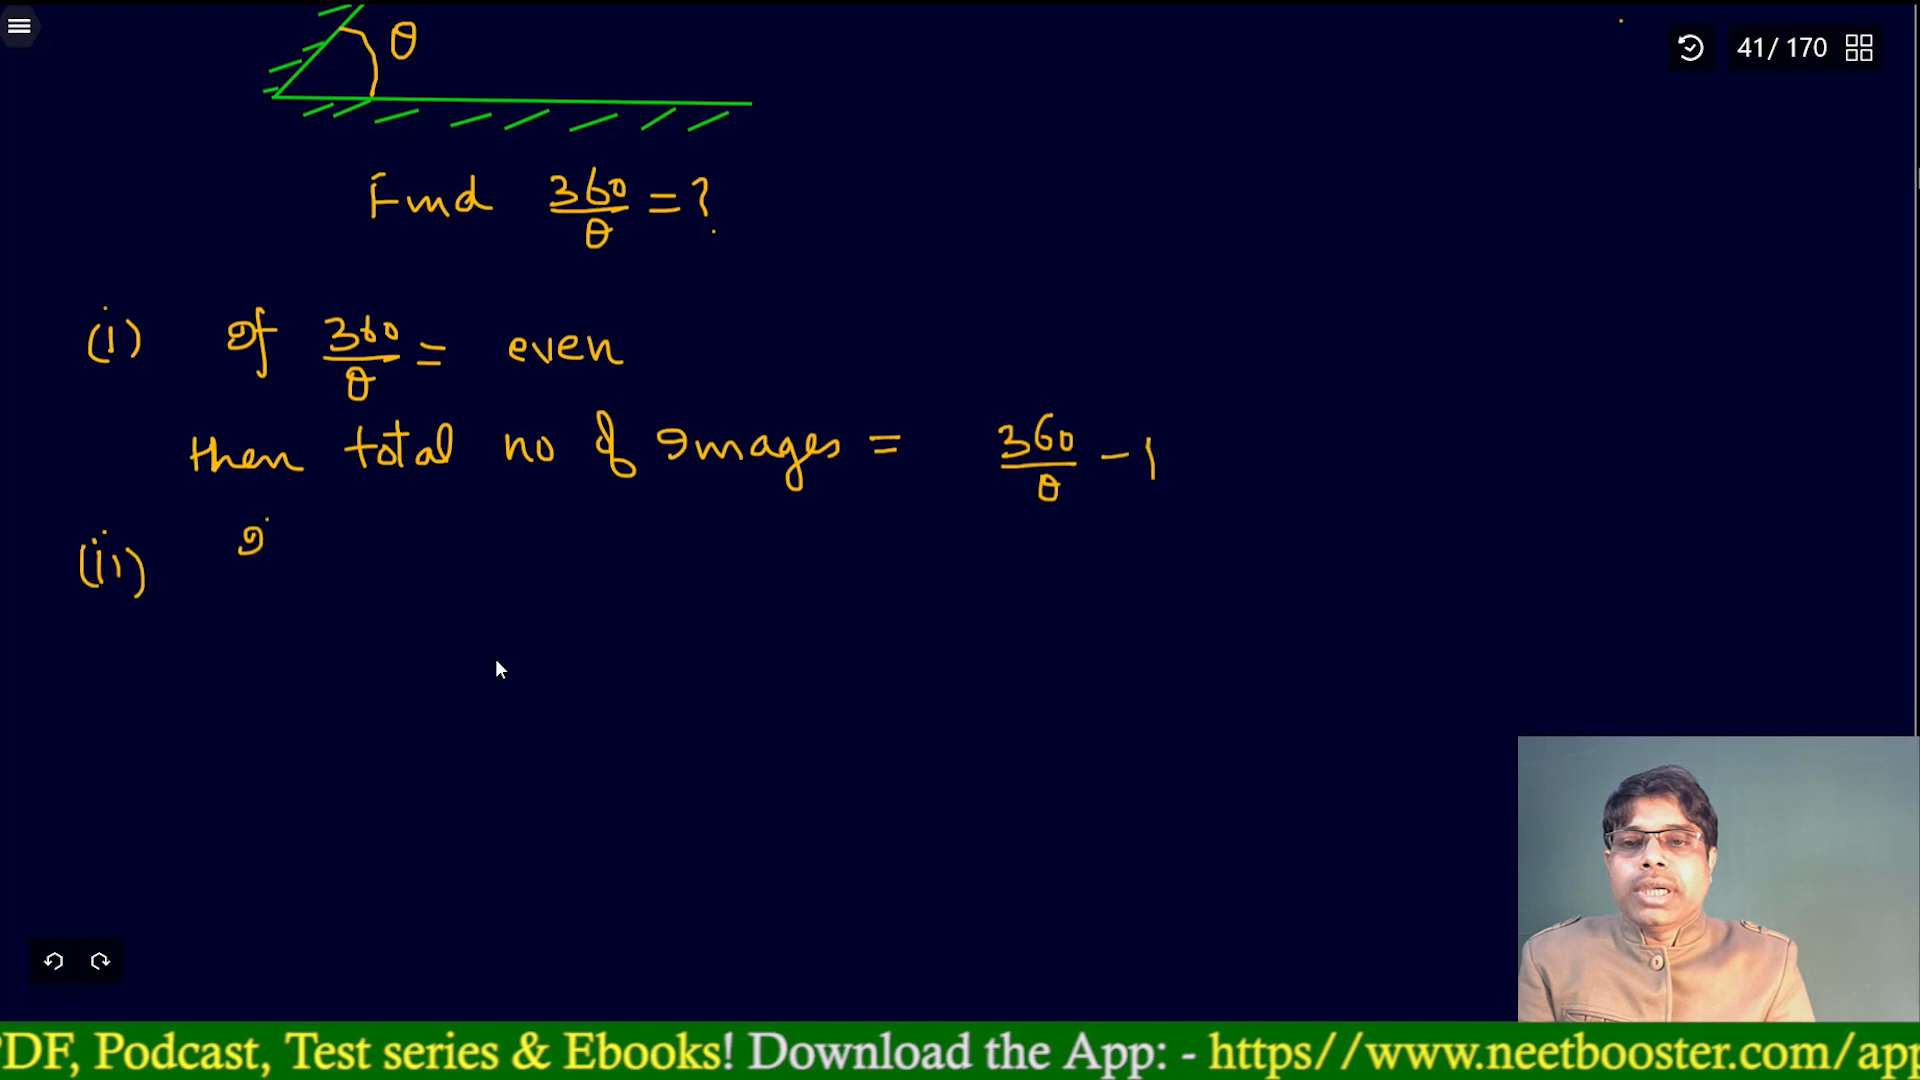 θ
41/ 170
Find 360/θ = ?
(i) If 360/θ = even
then total no of Images = 360/θ - 1
(ii)
PDF, Podcast, Test series & Ebooks! Download the App: - https//www.neetbooster.com/app